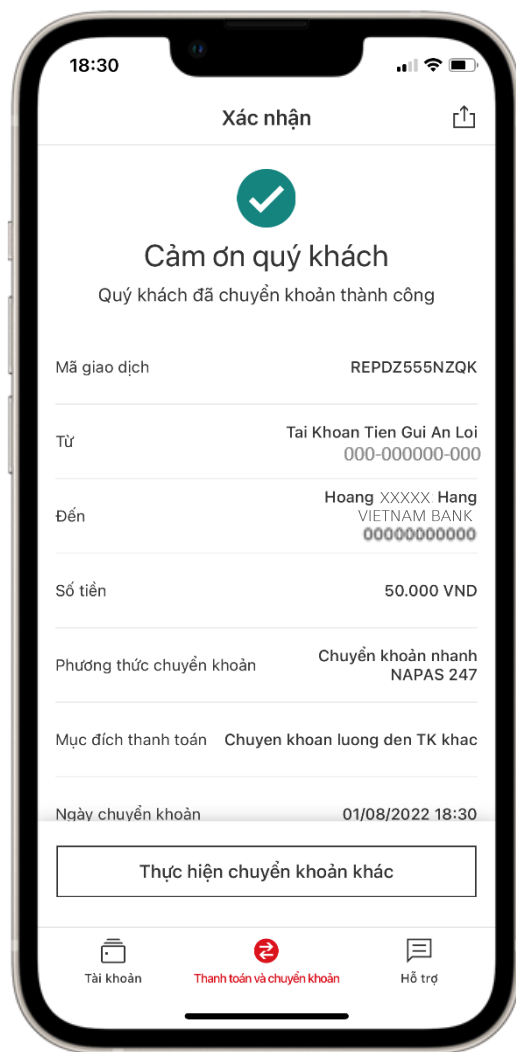 18:30
Xác nhận
Cảm ơn quý khách
Quý khách đã chuyển khoản thành công
Mã giao dịch REPDZ555NZQK
Từ Tai Khoan Tien Gui An Loi
000-000000-000
Đến Hoang XXXXX Hang
VIETNAM BANK
00000000000
Số tiền 50.000 VND
Phương thức chuyển khoản Chuyển khoản nhanh
NAPAS 247
Mục đích thanh toán Chuyen khoan luong den TK khac
Ngày chuyển khoản 01/08/2022 18:30
Thực hiện chuyển khoản khác
Tài khoản Thanh toán và chuyển khoản Hỗ trợ